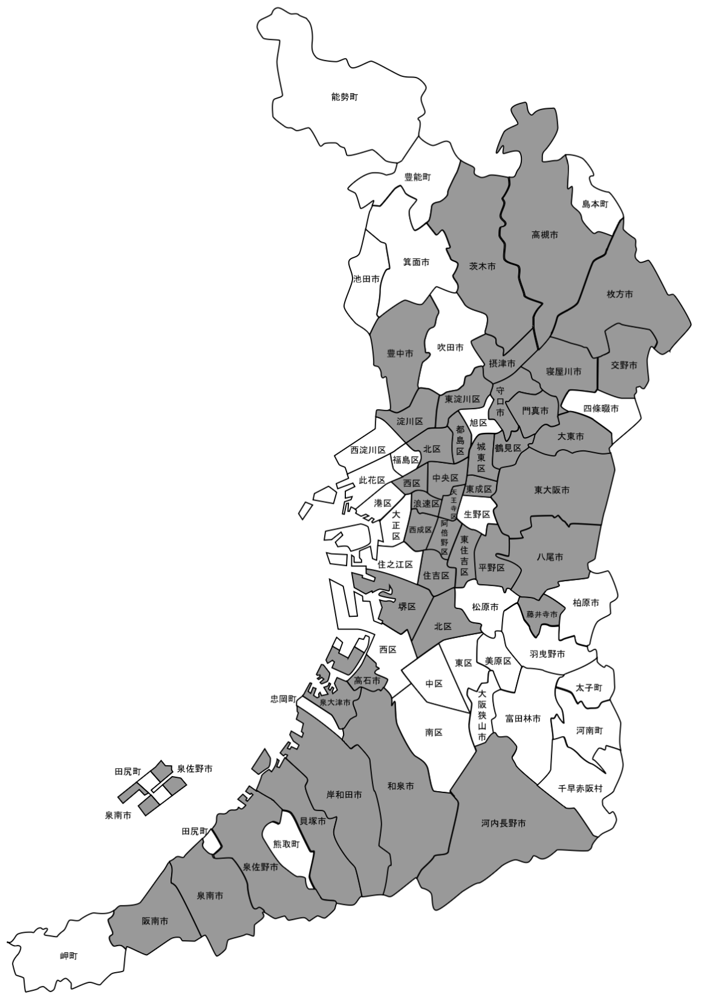 能勢町
豊能町
島本町
高槻市
箕面市
茨木市
池田市
枚方市
吹田市
豊中市
摂津市
交野市
寝屋川市
守口市
東淀川区
四條畷市
門真市
淀川区
旭区
都島区
大東市
鶴見区
北区
西淀川区
城東区
福島区
中央区
此花区
西区
東成区
東大阪市
天王寺区
浪速区
港区
生野区
大正区
西成区
阿倍野区
東住吉区
八尾市
住之江区
平野区
住吉区
柏原市
松原市
堺区
藤井寺市
北区
西区
羽曳野市
美原区
東区
高石市
中区
太子町
忠岡町
泉大津市
大阪狭山市
富田林市
河南町
南区
田尻町
泉佐野市
和泉市
千早赤阪村
岸和田市
泉南市
貝塚市
河内長野市
田尻町
熊取町
泉佐野市
泉南市
阪南市
岬町